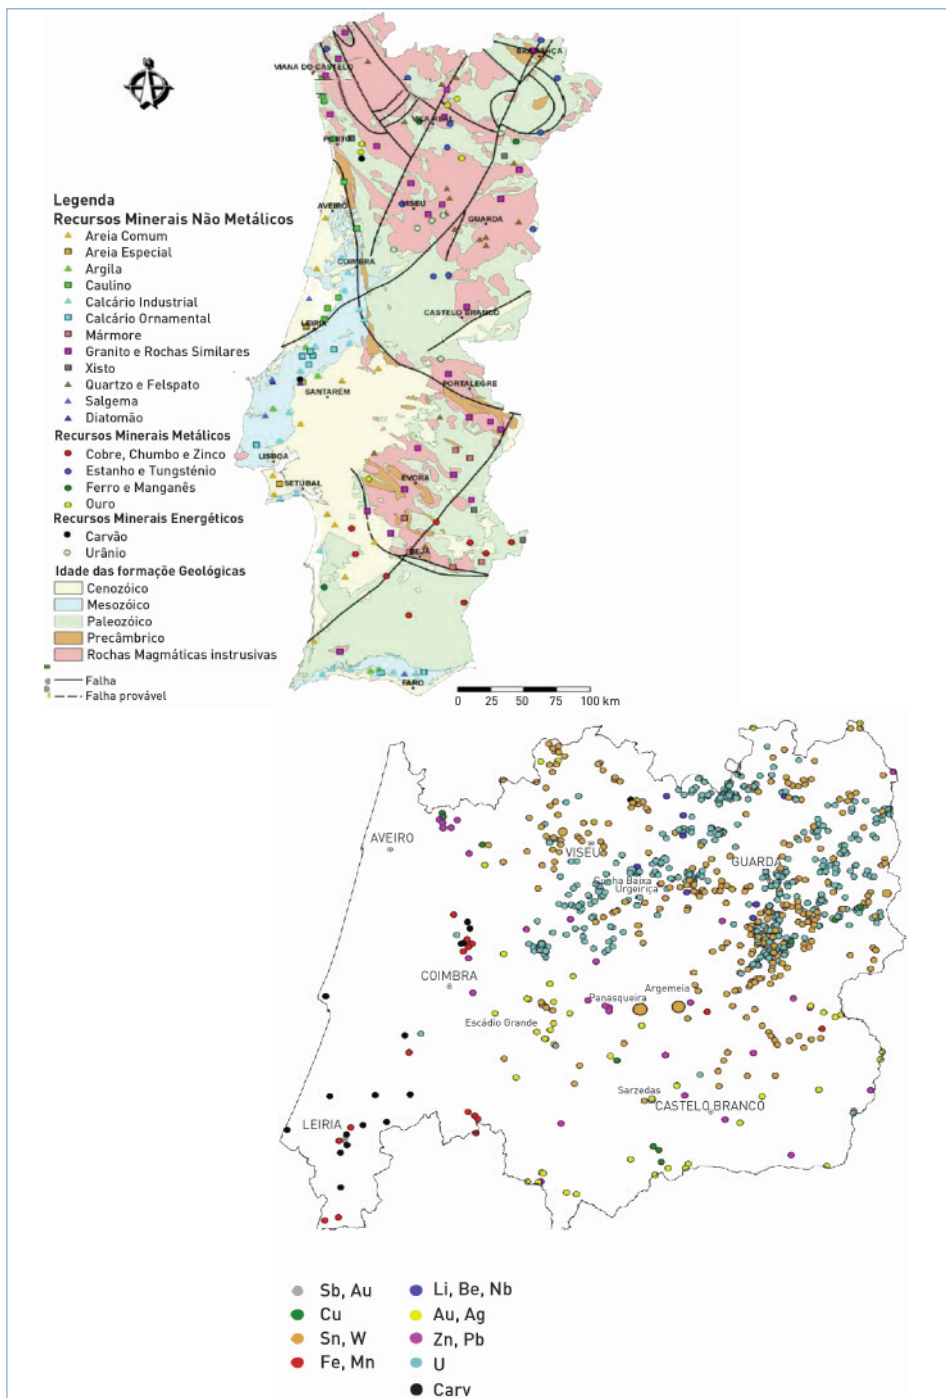 VIANA DO CASTELO
BRAGANÇA
VILA REAL
PORTO
AVEIRO
VISEU
GUARDA
COIMBRA
LEIRIA
CASTELO BRANCO
SANTARÉM
PORTALEGRE
LISBOA
SETÚBAL
ÉVORA
BEJA
FARO
Legenda
Recursos Minerais Não Metálicos
Areia Comum
Areia Especial
Argila
Caulino
Calcário Industrial
Calcário Ornamental
Mármore
Granito e Rochas Similares
Xisto
Quartzo e Felspato
Salgema
Diatomão
Recursos Minerais Metálicos
Cobre, Chumbo e Zinco
Estanho e Tungsténio
Ferro e Manganês
Ouro
Recursos Minerais Energéticos
Carvão
Urânio
Idade das formaçõe Geológicas
Cenozóico
Mesozóico
Paleozóico
Precâmbrico
Rochas Magmáticas instrusivas
Falha
Falha provável
0 25 50 75 100 km
AVEIRO
VISEU
GUARDA
Cunha Baixa
Urgeiriça
COIMBRA
Argemeia
Panasqueira
Escádio Grande
Sarzedas
CASTELO BRANCO
LEIRIA
Sb, Au
Cu
Sn, W
Fe, Mn
Li, Be, Nb
Au, Ag
Zn, Pb
U
Carv